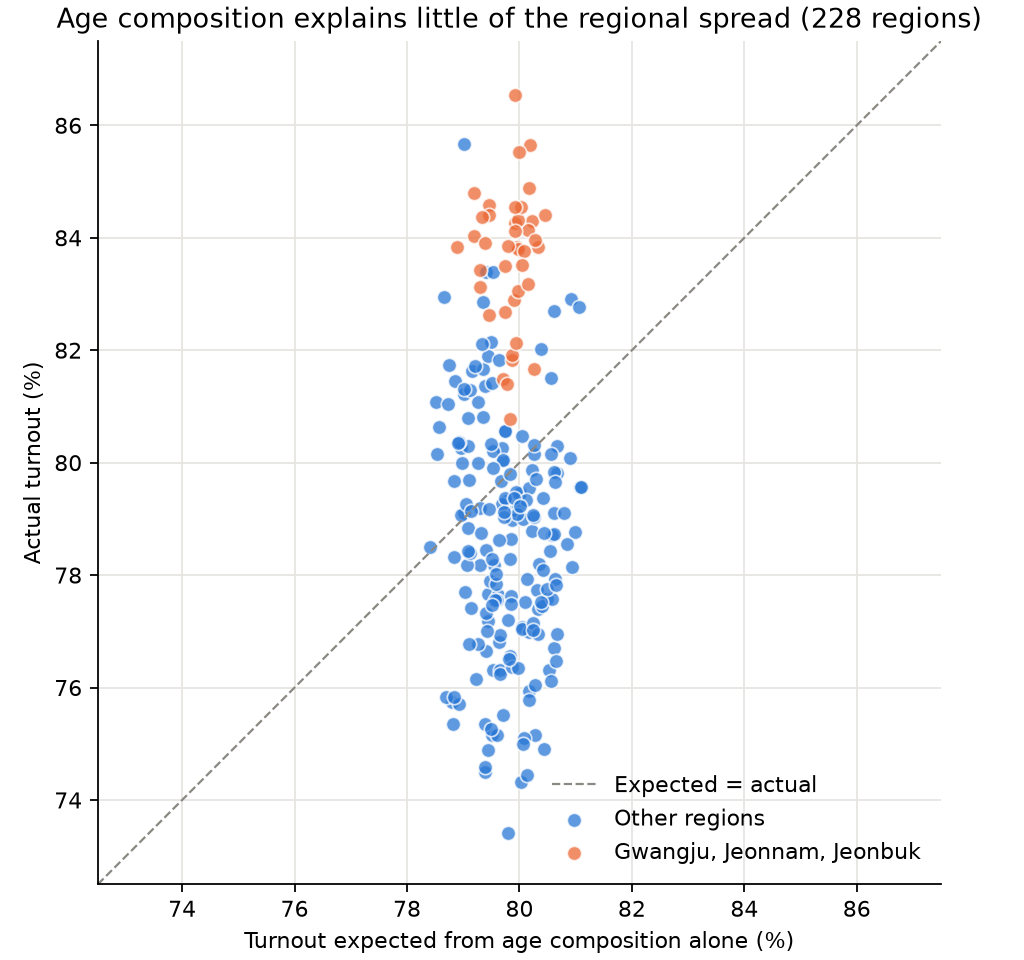 Age composition explains little of the regional spread (228 regions)
Actual turnout (%)
86
84
82
80
78
76
74
Expected = actual
Other regions
Gwangju, Jeonnam, Jeonbuk
74 76 78 80 82 84 86
Turnout expected from age composition alone (%)